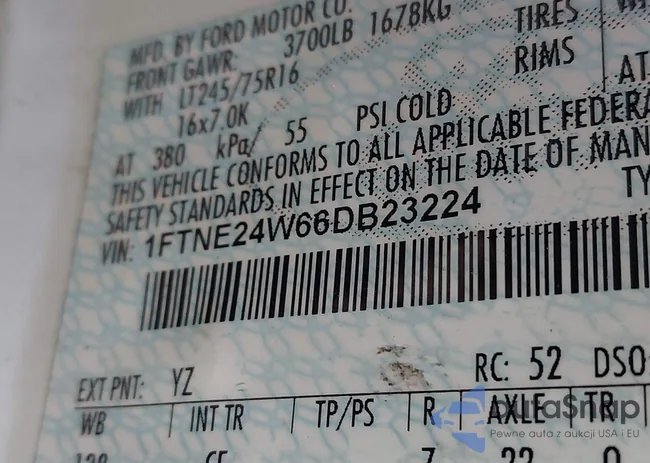 MFD. BY FORD MOTOR CO.
FRONT GAWR: 3700LB 1678KG
WITH LT245/75R16 TIRES
16x7.0K RIMS
AT 380 kPa/ 55 PSI COLD AT
THIS VEHICLE CONFORMS TO ALL APPLICABLE FEDERA
SAFETY STANDARDS IN EFFECT ON THE DATE OF MAN
VIN: 1FTNE24W66DB23224 TY
EXT PNT: YZ RC: 52 DSO:
WB INT TR TP/PS R AXLE TR
AuraSnap
Pewne auta z aukcji USA i EU